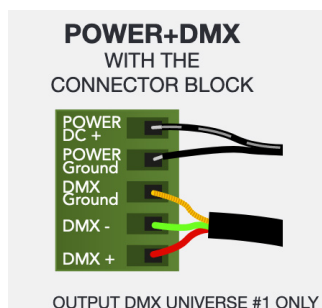 POWER+DMX
WITH THE
CONNECTOR BLOCK
POWER
DC +
POWER
Ground
DMX
Ground
DMX -
DMX +
OUTPUT DMX UNIVERSE #1 ONLY